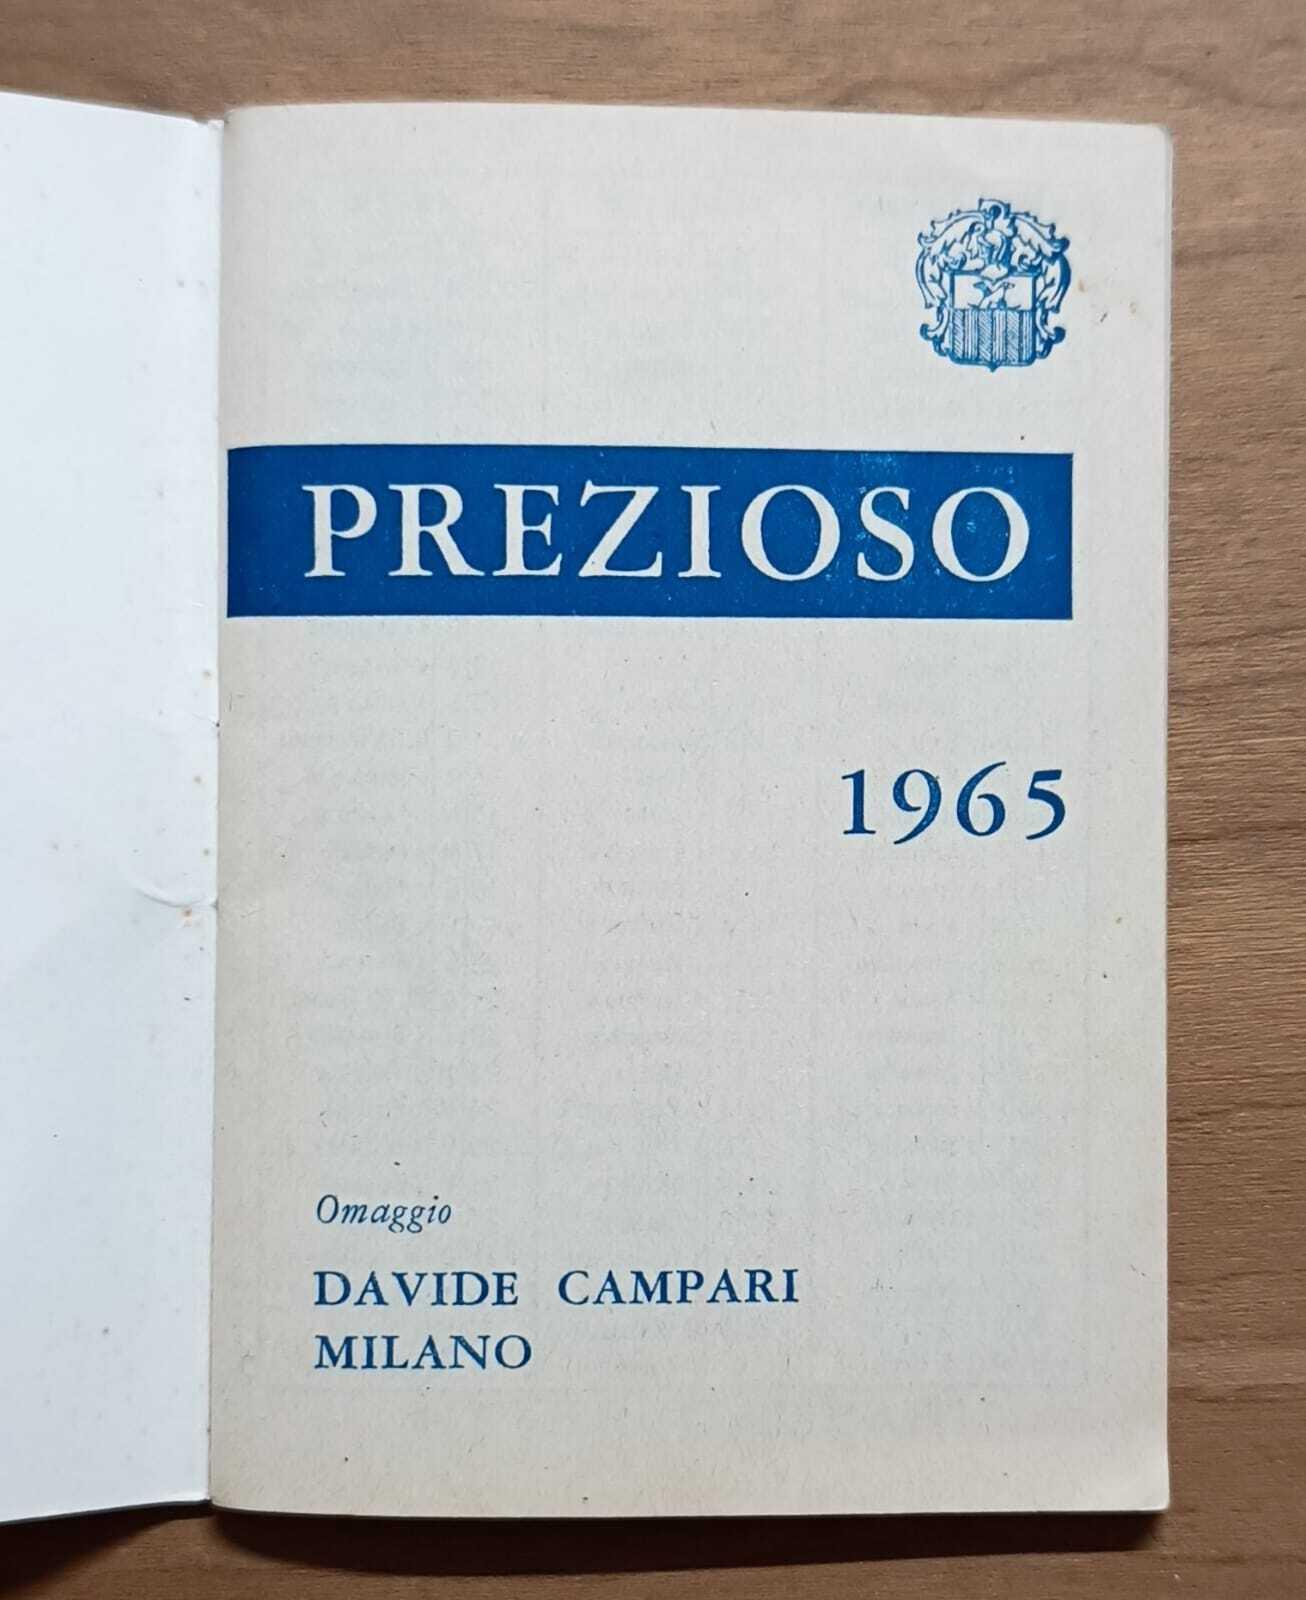 PREZIOSO
1965
Omaggio
DAVIDE CAMPARI
MILANO